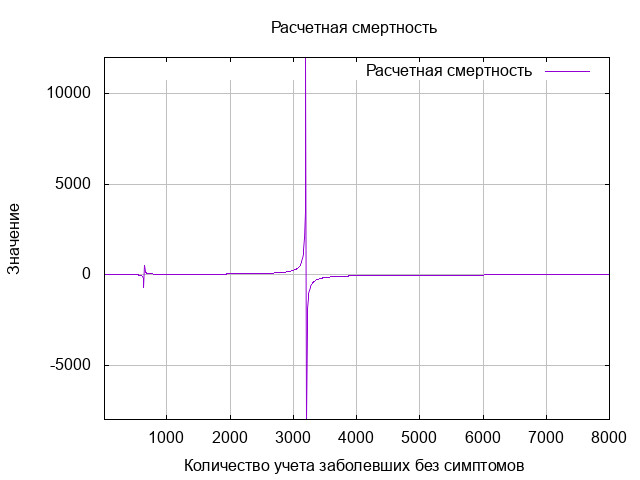 Расчетная смертность
Расчетная смертность
10000
5000
0
-5000
Значение
1000 2000 3000 4000 5000 6000 7000 8000
Количество учета заболевших без симптомов